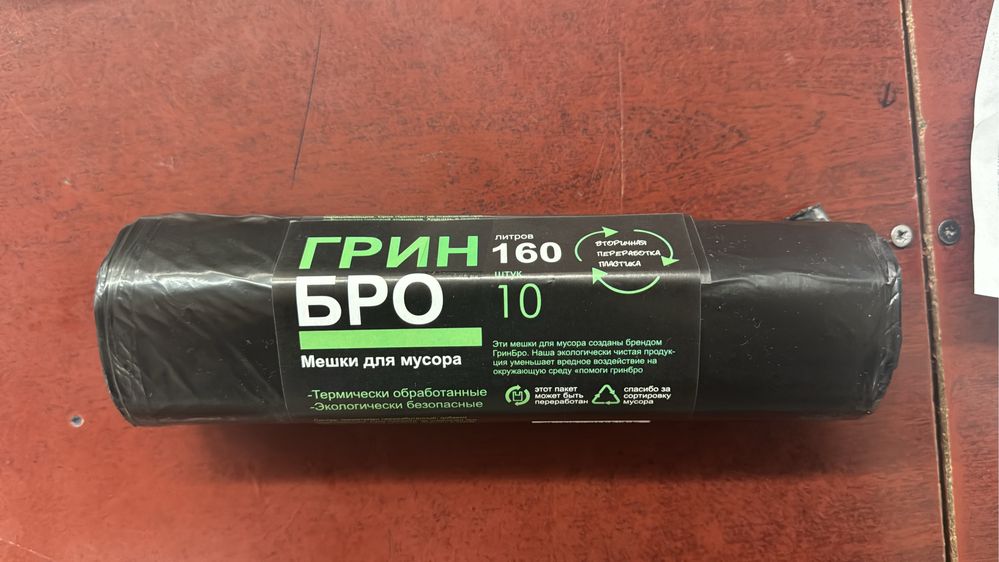 ГРИН
БРО
Мешки для мусора
-Термически обработанные
-Экологически безопасные
литров
160
штук
10
ВТОРИЧНАЯ
ПЕРЕРАБОТКА
ПЛАСТИКА
Эти мешки для мусора созданы брендом
ГринБро. Наша экологически чистая продук-
ция уменьшает вредное воздействие на
окружающую среду «помоги гринбро
этот пакет
может быть
переработан
спасибо за
сортировку
мусора